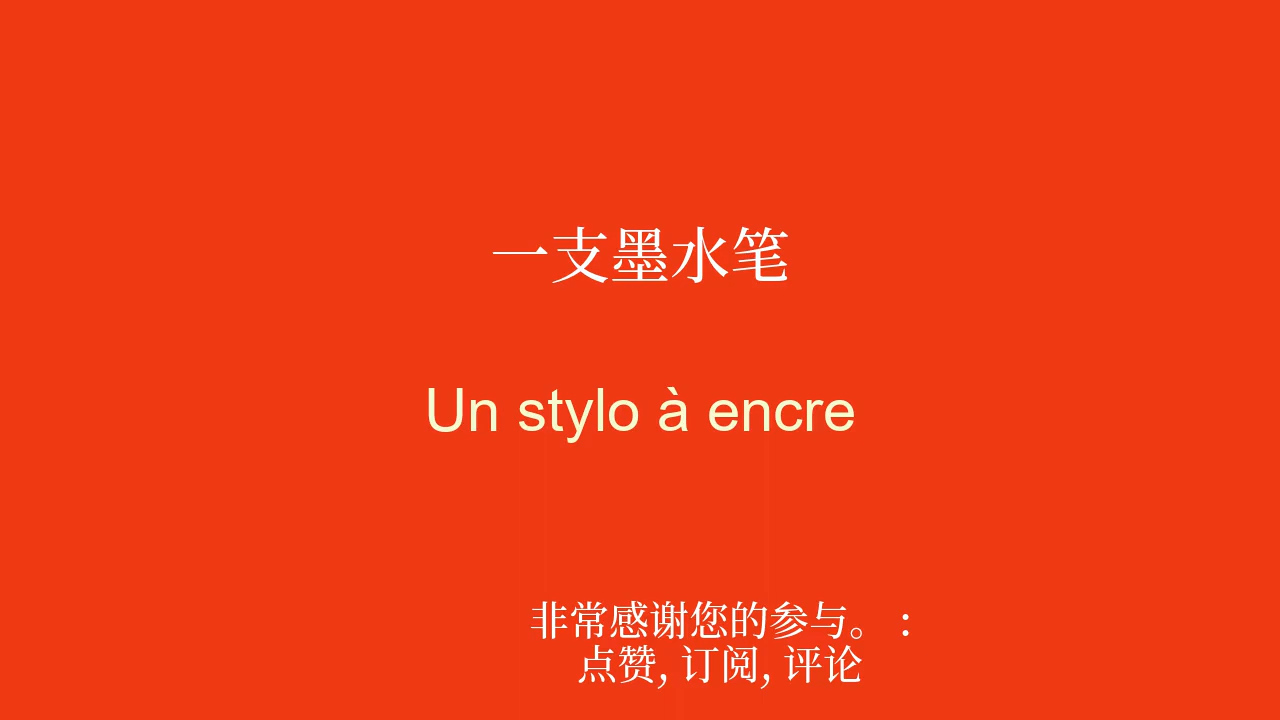 一支墨水笔
Un stylo à encre
非常感谢您的参与。 :
点赞, 订阅, 评论